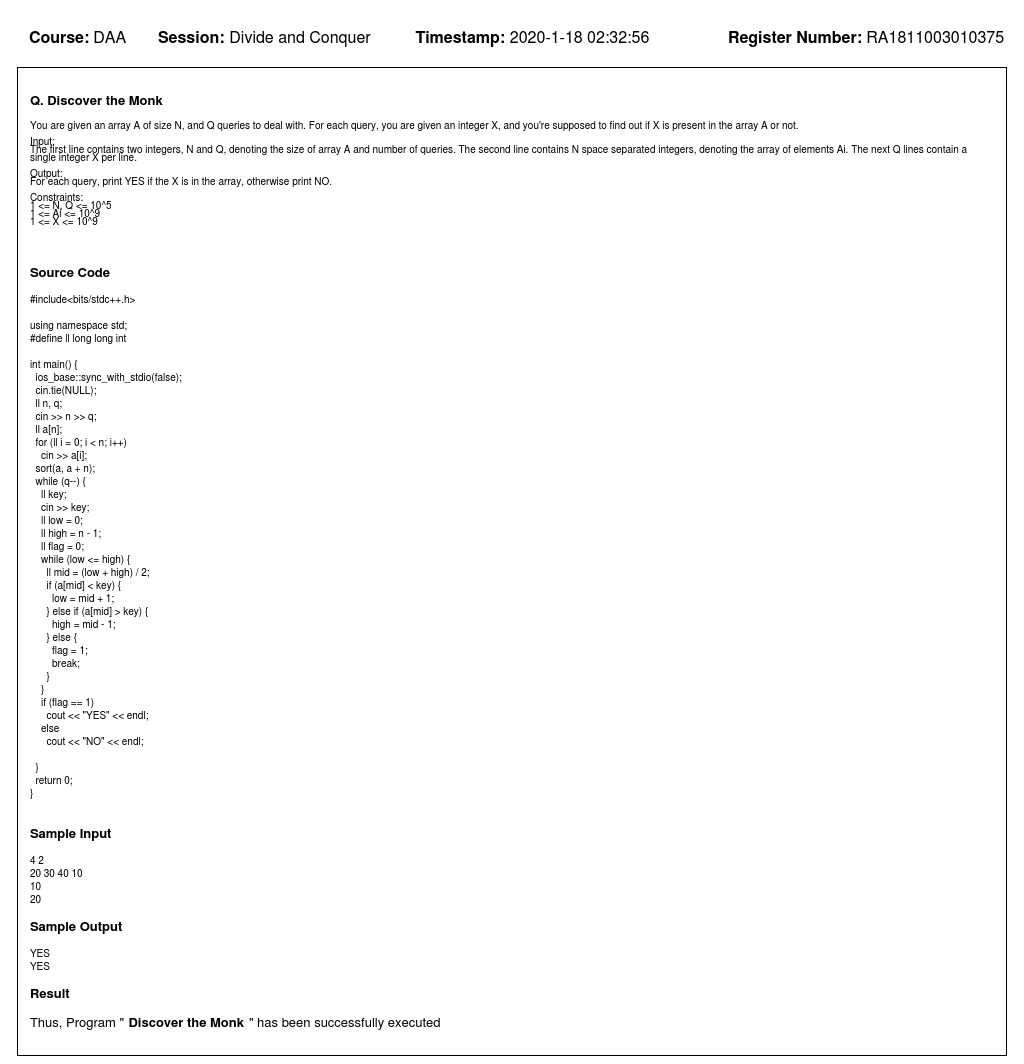 Course: DAA Session: Divide and Conquer Timestamp: 2020-1-18 02:32:56 Register Number: RA1811003010375
Q. Discover the Monk
You are given an array A of size N, and Q queries to deal with. For each query, you are given an integer X, and you're supposed to find out if X is present in the array A or not.
Input:
The first line contains two integers, N and Q, denoting the size of array A and number of queries. The second line contains N space separated integers, denoting the array of elements Ai. The next Q lines contain a
single integer X per line.
Output:
For each query, print YES if the X is in the array, otherwise print NO.
Constraints:
1 <= N, Q <= 10^5
1 <= Ai <= 10^9
1 <= X <= 10^9
Source Code
#include<bits/stdc++.h>
using namespace std;
#define ll long long int
int main() {
  ios_base::sync_with_stdio(false);
  cin.tie(NULL);
  ll n, q;
  cin >> n >> q;
  ll a[n];
  for (ll i = 0; i < n; i++)
    cin >> a[i];
  sort(a, a + n);
  while (q--) {
    ll key;
    cin >> key;
    ll low = 0;
    ll high = n - 1;
    ll flag = 0;
    while (low <= high) {
      ll mid = (low + high) / 2;
      if (a[mid] < key) {
        low = mid + 1;
      } else if (a[mid] > key) {
        high = mid - 1;
      } else {
        flag = 1;
        break;
      }
    }
    if (flag == 1)
      cout << "YES" << endl;
    else
      cout << "NO" << endl;
  }
  return 0;
}
Sample Input
4 2
20 30 40 10
10
20
Sample Output
YES
YES
Result
Thus, Program " Discover the Monk " has been successfully executed